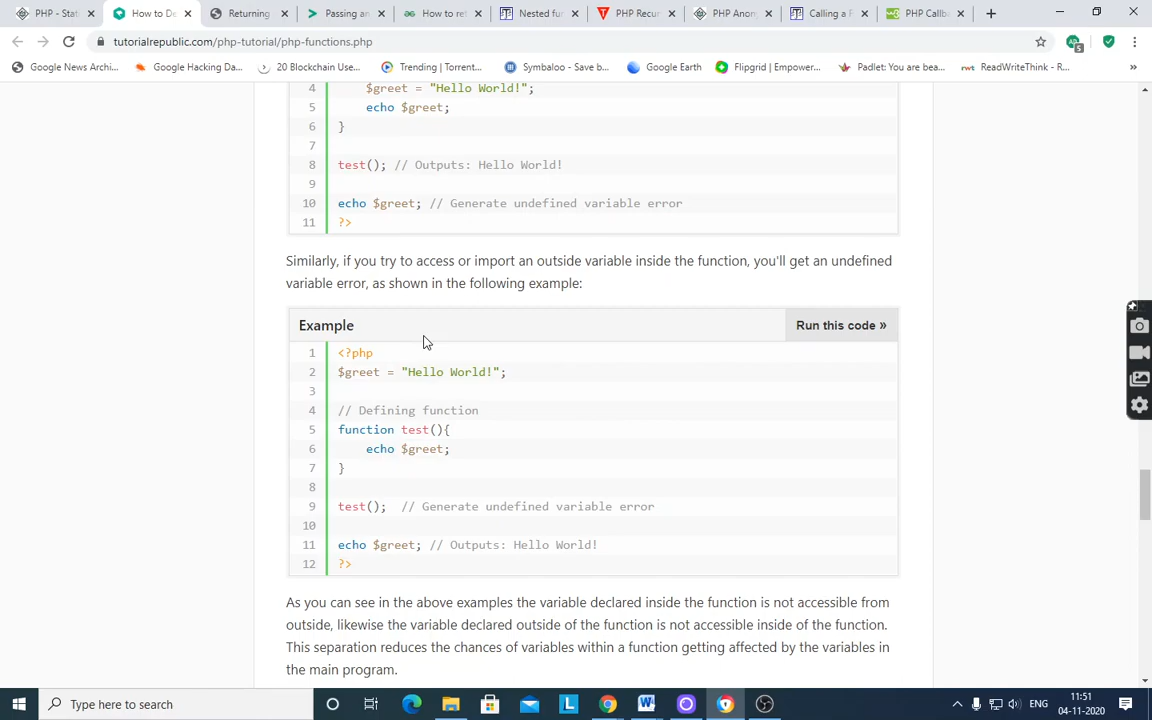 PHP - Stat
How to De
Returning
Passing an
How to ret
Nested fun
PHP Recur
PHP Anony
Calling a P
PHP Callba
tutorialrepublic.com/php-tutorial/php-functions.php
Google News Archi...
Google Hacking Da...
20 Blockchain Use...
Trending | Torrent...
Symbaloo - Save b...
Google Earth
Flipgrid | Empower...
Padlet: You are bea...
ReadWriteThink - R...
4 $greet = "Hello World!";
5 echo $greet;
6 }
7
8 test(); // Outputs: Hello World!
9
10 echo $greet; // Generate undefined variable error
11 ?>
Similarly, if you try to access or import an outside variable inside the function, you'll get an undefined
variable error, as shown in the following example:
Example
Run this code »
1 <?php
2 $greet = "Hello World!";
3
4 // Defining function
5 function test(){
6 echo $greet;
7 }
8
9 test(); // Generate undefined variable error
10
11 echo $greet; // Outputs: Hello World!
12 ?>
As you can see in the above examples the variable declared inside the function is not accessible from
outside, likewise the variable declared outside of the function is not accessible inside of the function.
This separation reduces the chances of variables within a function getting affected by the variables in
the main program.
Type here to search
ENG
11:51
04-11-2020